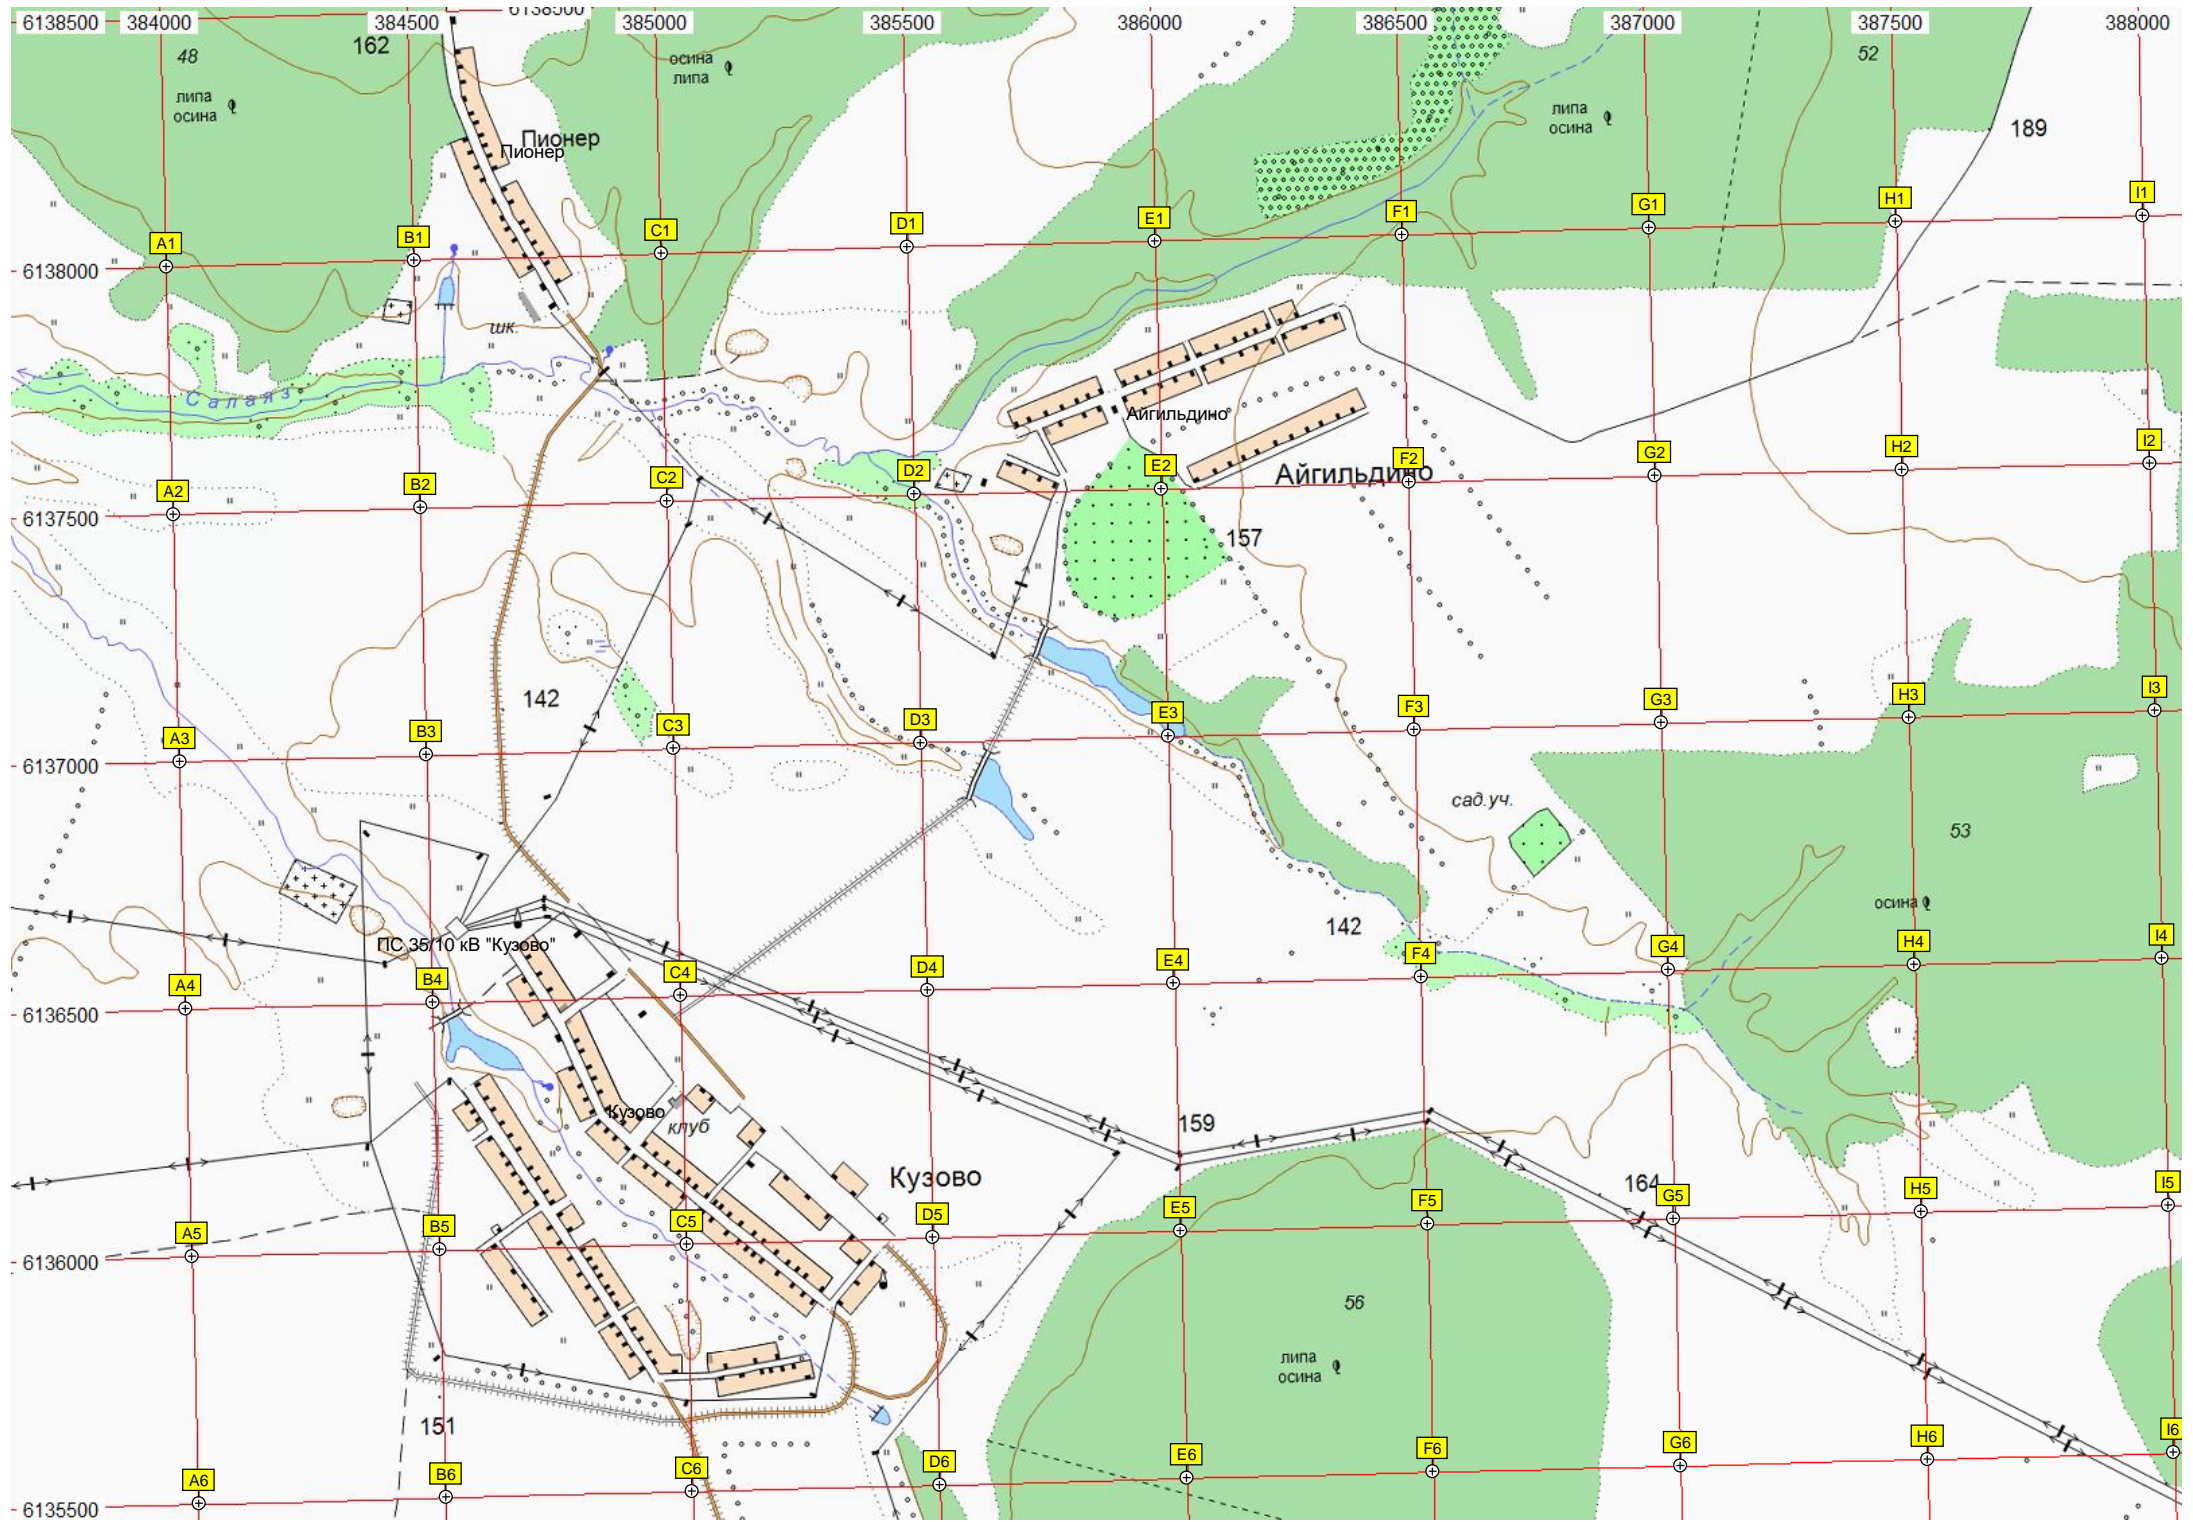 6138500
6138500 384000 384500 385000 385500 386000 386500 387000 387500 388000
48
162
осина
липа
52
липа
осина
липа
осина
189
Пионер
Пионер
A1 B1 C1 D1 E1 F1 G1 H1 I1
6138000
шк.
Салаяз
Айгильдино
Айгильдино
A2 B2 C2 D2 E2 F2 G2 H2 I2
6137500
157
142
A3 B3 C3 D3 E3 F3 G3 H3 I3
6137000
сад.уч.
53
осина
142
ПС 35/10 кВ "Кузово"
A4 B4 C4 D4 E4 F4 G4 H4 I4
6136500
Кузово
клуб
159
Кузово
164
A5 B5 C5 D5 E5 F5 G5 H5 I5
6136000
56
липа
осина
151
A6 B6 C6 D6 E6 F6 G6 H6 I6
6135500